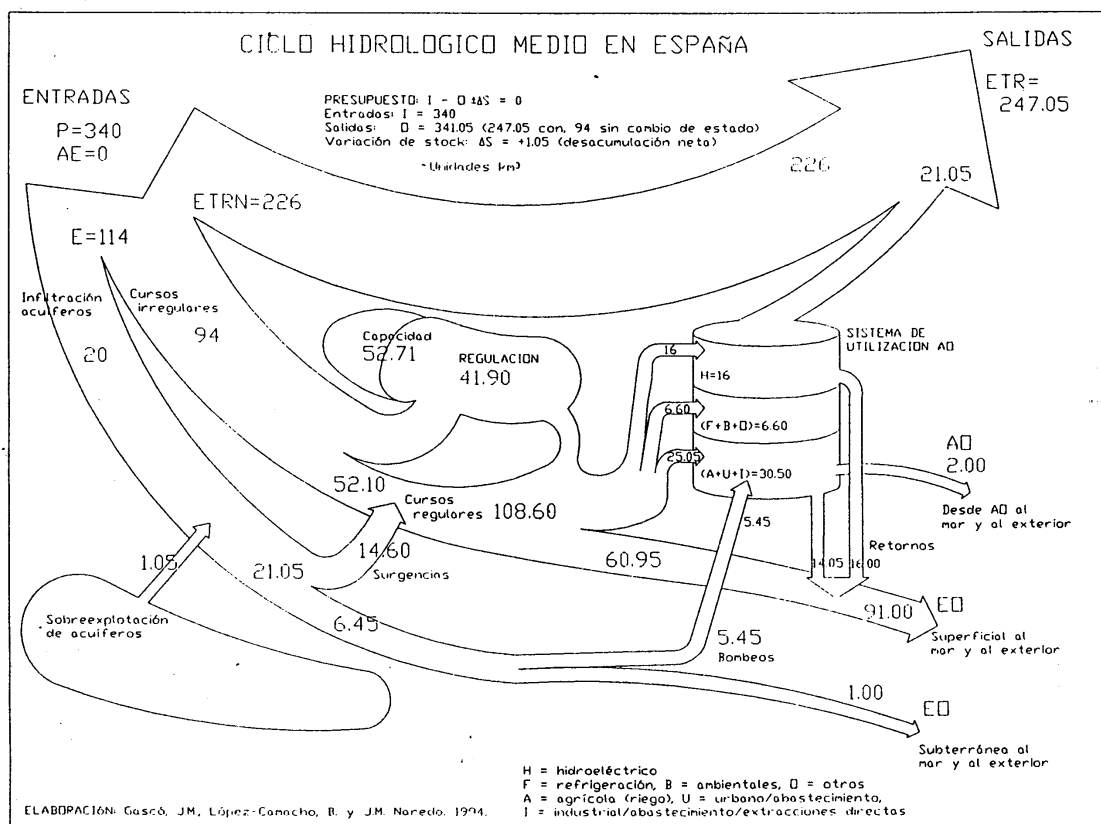 CICLO HIDROLOGICO MEDIO EN ESPAÑA
SALIDAS
ETR=
247.05
ENTRADAS
P=340
AE=0
PRESUPUESTO: I - O ±ΔS = 0
Entradas: I = 340
Salidas: O = 341.05 (247.05 con, 94 sin cambio de estado)
Variación de stock: ΔS = +1.05 (desacumulación neta)
-Unidades km³
226
21.05
ETRN=226
E=114
Infiltración
acuíferos
20
Cursos
irregulares
94
Capacidad
52.71
REGULACION
41.90
SISTEMA DE
UTILIZACION AO
16
H=16
6.60
(F+B+O)=6.60
25.05
(A+U+I)=30.50
AO
2.00
Desde AO al
mar y al exterior
52.10
Cursos
regulares 108.60
5.45
Retornos
14.05
16.00
60.95
14.60
Surgencias
1.05
21.05
Sobreexplotación
de acuíferos
6.45
5.45
Bombeos
91.00
EO
Superficial al
mar y al exterior
1.00
EO
Subterránea al
mar y al exterior
H = hidroeléctrico
F = refrigeración, B = ambientales, O = otros
A = agrícola (riego), U = urbano/abastecimiento,
I = industrial/abastecimiento/extracciones directas
ELABORACIÓN: Gascó, JM, López-Camacho, B. y J.M. Naredo. 1994.